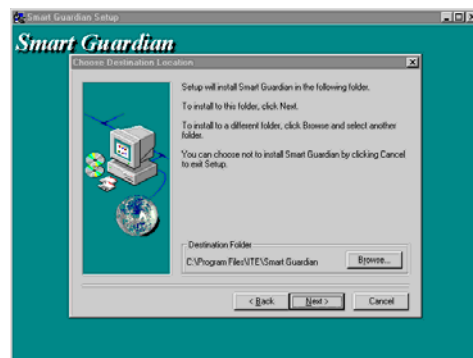 Smart Guardian Setup
Smart Guardian
Choose Destination Location
Setup will install Smart Guardian in the following folder.
To install to this folder, click Next.
To install to a different folder, click Browse and select another
folder.
You can choose not to install Smart Guardian by clicking Cancel
to exit Setup.
Destination Folder
C:\Program Files\ITE\Smart Guardian
Browse...
< Back
Next >
Cancel